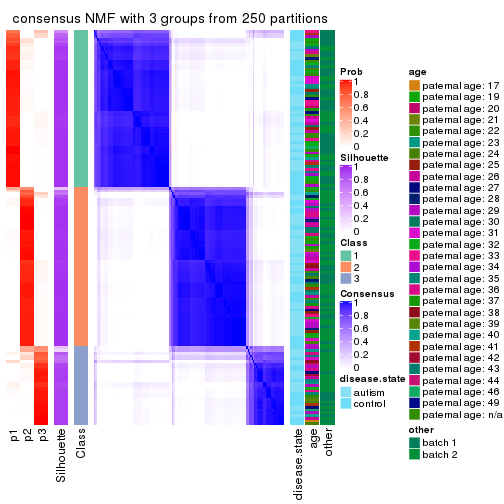 consensus NMF with 3 groups from 250 partitions
Prob
1
0.8
0.6
0.4
0.2
0
Silhouette
1
0.8
0.6
0.4
0.2
0
Class
1
2
3
Consensus
1
0.8
0.6
0.4
0.2
0
disease.state
autism
control
age
paternal age: 17
paternal age: 19
paternal age: 20
paternal age: 21
paternal age: 22
paternal age: 23
paternal age: 24
paternal age: 25
paternal age: 26
paternal age: 27
paternal age: 28
paternal age: 29
paternal age: 30
paternal age: 31
paternal age: 32
paternal age: 33
paternal age: 34
paternal age: 35
paternal age: 36
paternal age: 37
paternal age: 38
paternal age: 39
paternal age: 40
paternal age: 41
paternal age: 42
paternal age: 43
paternal age: 44
paternal age: 46
paternal age: 49
paternal age: n/a
other
batch 1
batch 2
p1
p2
p3
Silhouette
Class
disease.state
age
other